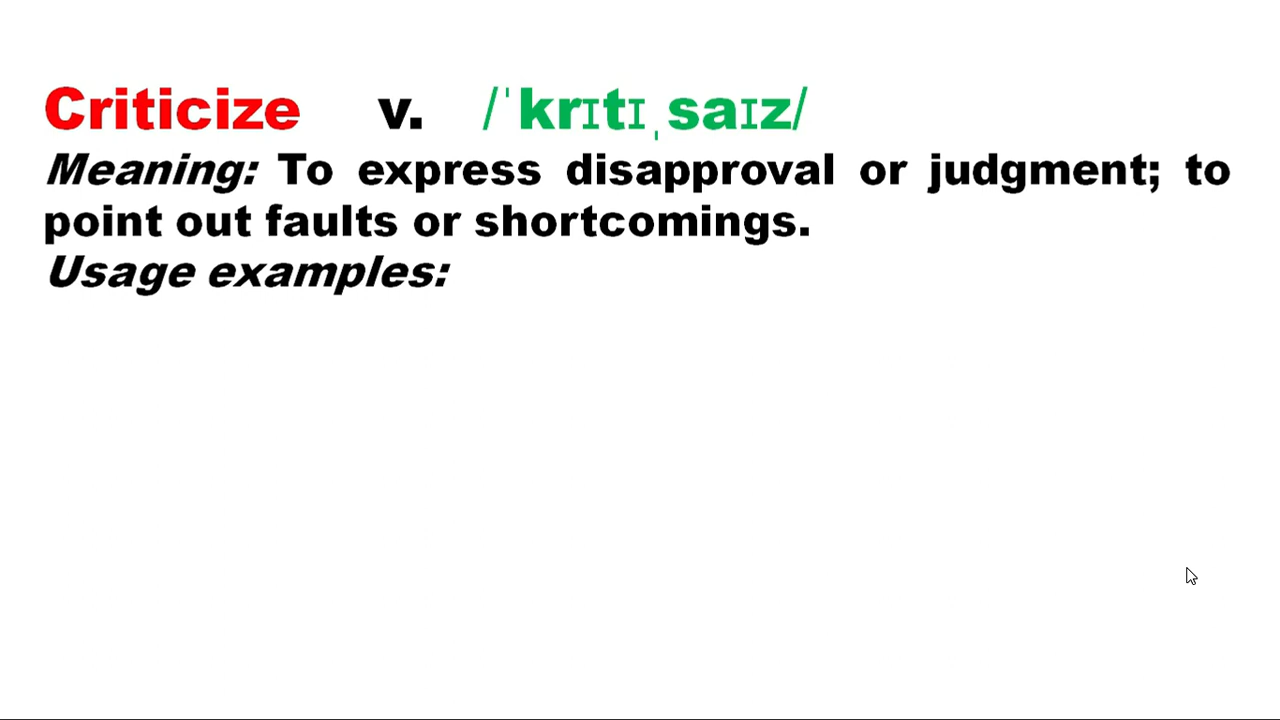 Criticize v. /ˈkrɪtɪˌsaɪz/
Meaning: To express disapproval or judgment; to
point out faults or shortcomings.
Usage examples: